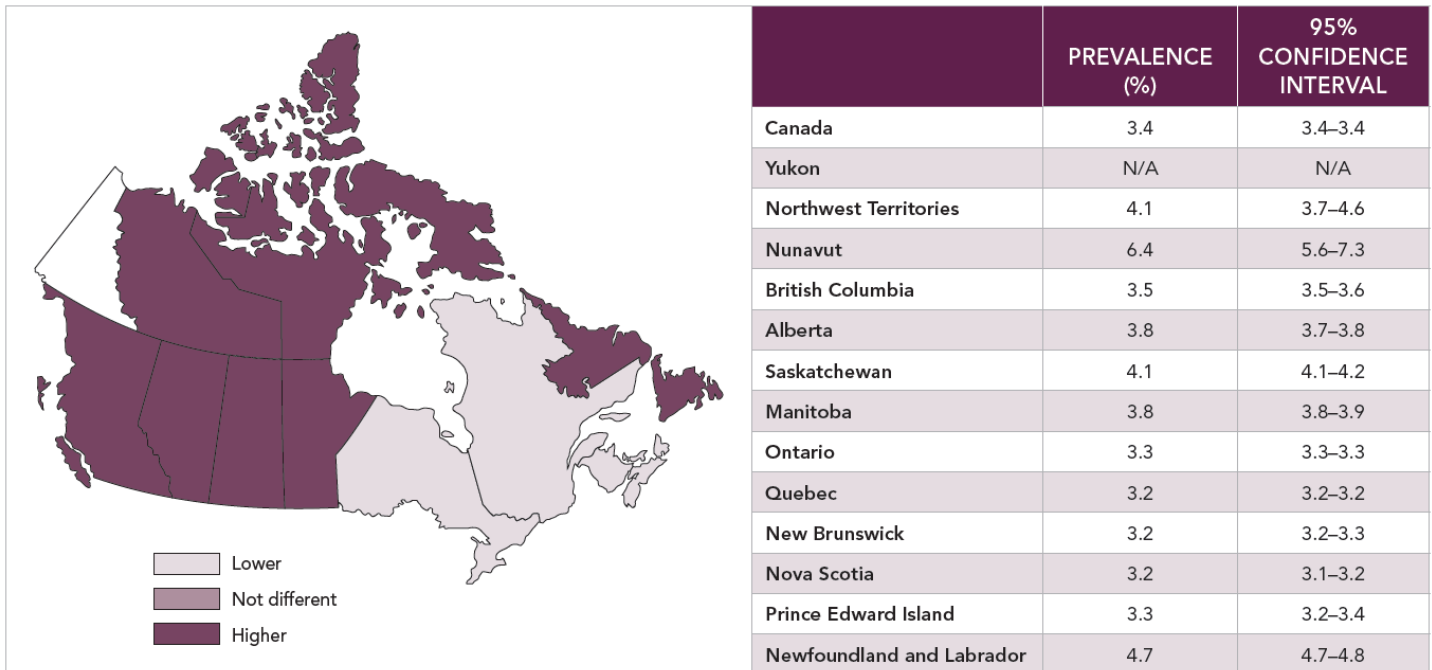 Lower
Not different
Higher
PREVALENCE (%) 95% CONFIDENCE INTERVAL
Canada 3.4 3.4–3.4
Yukon N/A N/A
Northwest Territories 4.1 3.7–4.6
Nunavut 6.4 5.6–7.3
British Columbia 3.5 3.5–3.6
Alberta 3.8 3.7–3.8
Saskatchewan 4.1 4.1–4.2
Manitoba 3.8 3.8–3.9
Ontario 3.3 3.3–3.3
Quebec 3.2 3.2–3.2
New Brunswick 3.2 3.2–3.3
Nova Scotia 3.2 3.1–3.2
Prince Edward Island 3.3 3.2–3.4
Newfoundland and Labrador 4.7 4.7–4.8